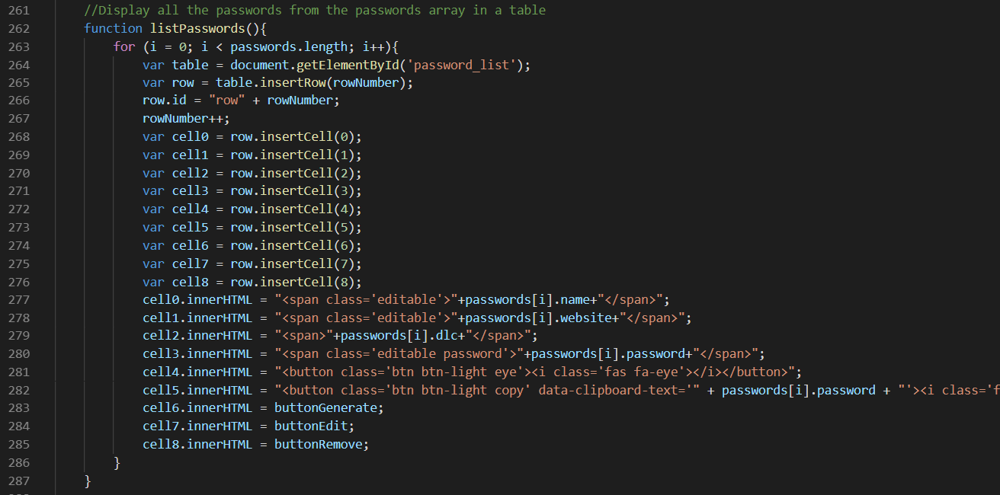 261 //Display all the passwords from the passwords array in a table
262 function listPasswords(){
263 for (i = 0; i < passwords.length; i++){
264 var table = document.getElementById('password_list');
265 var row = table.insertRow(rowNumber);
266 row.id = "row" + rowNumber;
267 rowNumber++;
268 var cell0 = row.insertCell(0);
269 var cell1 = row.insertCell(1);
270 var cell2 = row.insertCell(2);
271 var cell3 = row.insertCell(3);
272 var cell4 = row.insertCell(4);
273 var cell5 = row.insertCell(5);
274 var cell6 = row.insertCell(6);
275 var cell7 = row.insertCell(7);
276 var cell8 = row.insertCell(8);
277 cell0.innerHTML = "<span class='editable'>"+passwords[i].name+"</span>";
278 cell1.innerHTML = "<span class='editable'>"+passwords[i].website+"</span>";
279 cell2.innerHTML = "<span>"+passwords[i].dlc+"</span>";
280 cell3.innerHTML = "<span class='editable password'>"+passwords[i].password+"</span>";
281 cell4.innerHTML = "<button class='btn btn-light eye'><i class='fas fa-eye'></i></button>";
282 cell5.innerHTML = "<button class='btn btn-light copy' data-clipboard-text='" + passwords[i].password + "'><i class='f
283 cell6.innerHTML = buttonGenerate;
284 cell7.innerHTML = buttonEdit;
285 cell8.innerHTML = buttonRemove;
286 }
287 }